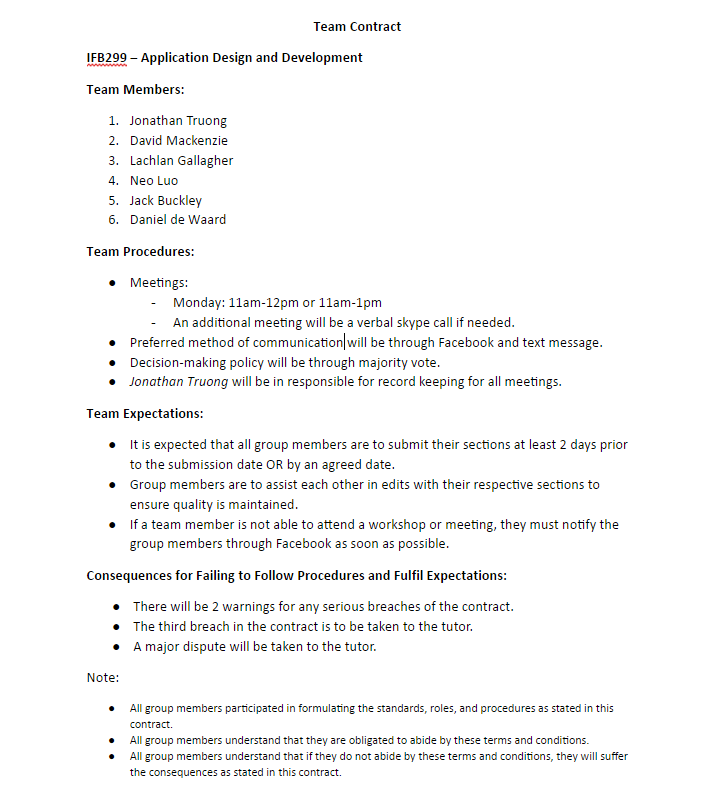 Team Contract
IFB299 – Application Design and Development
Team Members:
1. Jonathan Truong
2. David Mackenzie
3. Lachlan Gallagher
4. Neo Luo
5. Jack Buckley
6. Daniel de Waard
Team Procedures:
● Meetings:
- Monday: 11am-12pm or 11am-1pm
- An additional meeting will be a verbal skype call if needed.
● Preferred method of communication will be through Facebook and text message.
● Decision-making policy will be through majority vote.
● Jonathan Truong will be in responsible for record keeping for all meetings.
Team Expectations:
● It is expected that all group members are to submit their sections at least 2 days prior
to the submission date OR by an agreed date.
● Group members are to assist each other in edits with their respective sections to
ensure quality is maintained.
● If a team member is not able to attend a workshop or meeting, they must notify the
group members through Facebook as soon as possible.
Consequences for Failing to Follow Procedures and Fulfil Expectations:
● There will be 2 warnings for any serious breaches of the contract.
● The third breach in the contract is to be taken to the tutor.
● A major dispute will be taken to the tutor.
Note:
● All group members participated in formulating the standards, roles, and procedures as stated in this
contract.
● All group members understand that they are obligated to abide by these terms and conditions.
● All group members understand that if they do not abide by these terms and conditions, they will suffer
the consequences as stated in this contract.